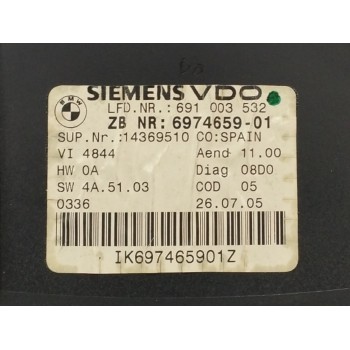 BMW
SIEMENS VDO
LFD.NR.: 691 003 532
ZB NR: 6974659-01
SUP.Nr.:14369510 CO:SPAIN
VI 4844 Aend 11.00
HW 0A Diag 08D0
SW 4A.51.03 COD 05
0336 26.07.05
IK697465901Z